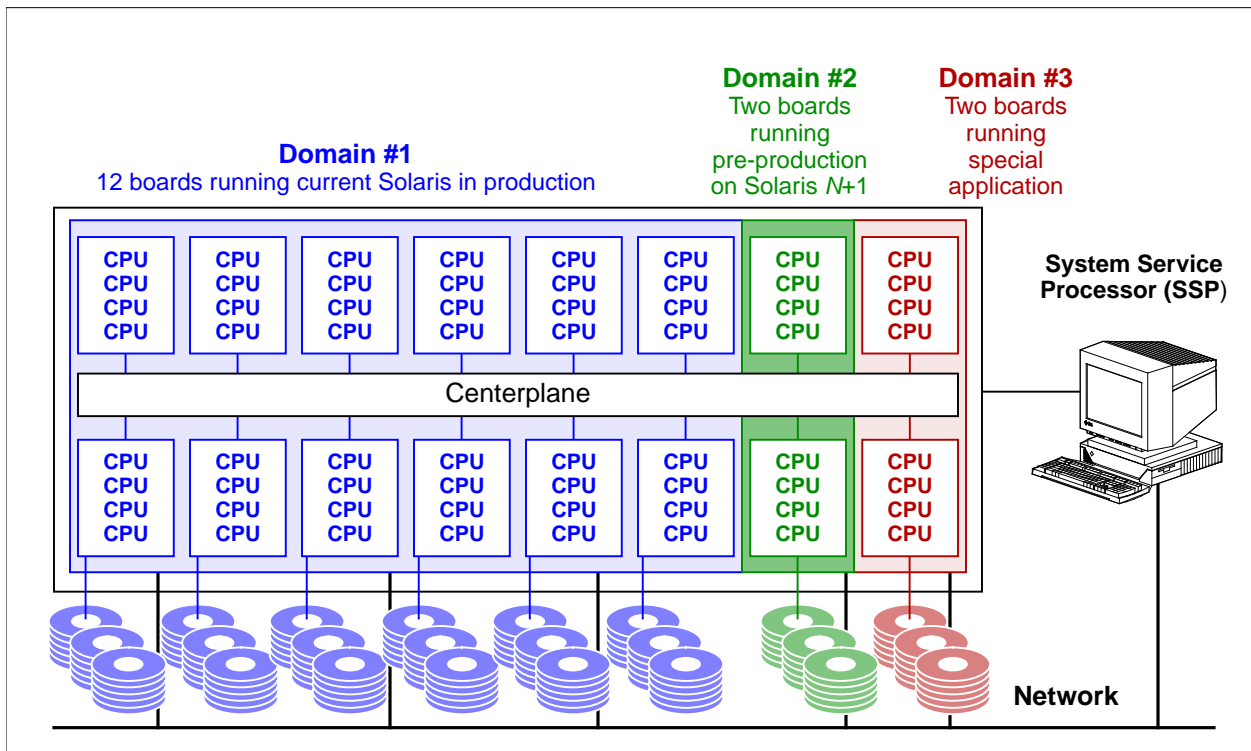 Domain #1
12 boards running current Solaris in production
Domain #2
Two boards
running
pre-production
on Solaris N+1
Domain #3
Two boards
running
special
application
CPU CPU CPU CPU CPU CPU CPU CPU
CPU CPU CPU CPU CPU CPU CPU CPU
CPU CPU CPU CPU CPU CPU CPU CPU
CPU CPU CPU CPU CPU CPU CPU CPU
Centerplane
CPU CPU CPU CPU CPU CPU CPU CPU
CPU CPU CPU CPU CPU CPU CPU CPU
CPU CPU CPU CPU CPU CPU CPU CPU
CPU CPU CPU CPU CPU CPU CPU CPU
System Service
Processor (SSP)
Network